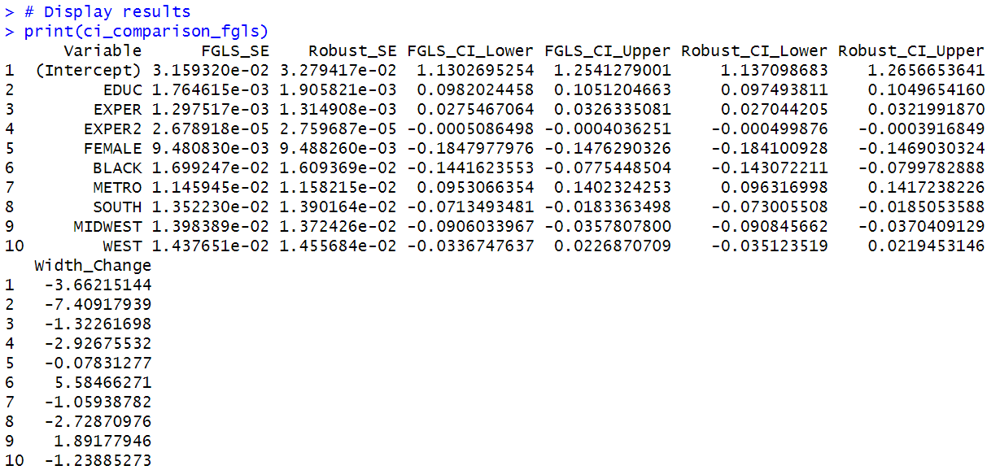 > # Display results
> print(ci_comparison_fgls)
Variable FGLS_SE Robust_SE FGLS_CI_Lower FGLS_CI_Upper Robust_CI_Lower Robust_CI_Upper
1 (Intercept) 3.159320e-02 3.279417e-02 1.1302695254 1.2541279001 1.137098683 1.2656653641
2 EDUC 1.764615e-03 1.905821e-03 0.0982024458 0.1051204663 0.097493811 0.1049654160
3 EXPER 1.297517e-03 1.314908e-03 0.0275467064 0.0326335081 0.027044205 0.0321991870
4 EXPER2 2.678918e-05 2.759687e-05 -0.0005086498 -0.0004036251 -0.000499876 -0.0003916849
5 FEMALE 9.480830e-03 9.488260e-03 -0.1847977976 -0.1476290326 -0.184100928 -0.1469030324
6 BLACK 1.699247e-02 1.609369e-02 -0.1441623553 -0.0775448504 -0.143072211 -0.0799782888
7 METRO 1.145945e-02 1.158215e-02 0.0953066354 0.1402324253 0.096316998 0.1417238226
8 SOUTH 1.352230e-02 1.390164e-02 -0.0713493481 -0.0183363498 -0.073005508 -0.0185053588
9 MIDWEST 1.398389e-02 1.372426e-02 -0.0906033967 -0.0357807800 -0.090845662 -0.0370409129
10 WEST 1.437651e-02 1.455684e-02 -0.0336747637 0.0226870709 -0.035123519 0.0219453146
Width_Change
1 -3.66215144
2 -7.40917939
3 -1.32261698
4 -2.92675532
5 -0.07831277
6 5.58466271
7 -1.05938782
8 -2.72870976
9 1.89177946
10 -1.23885273